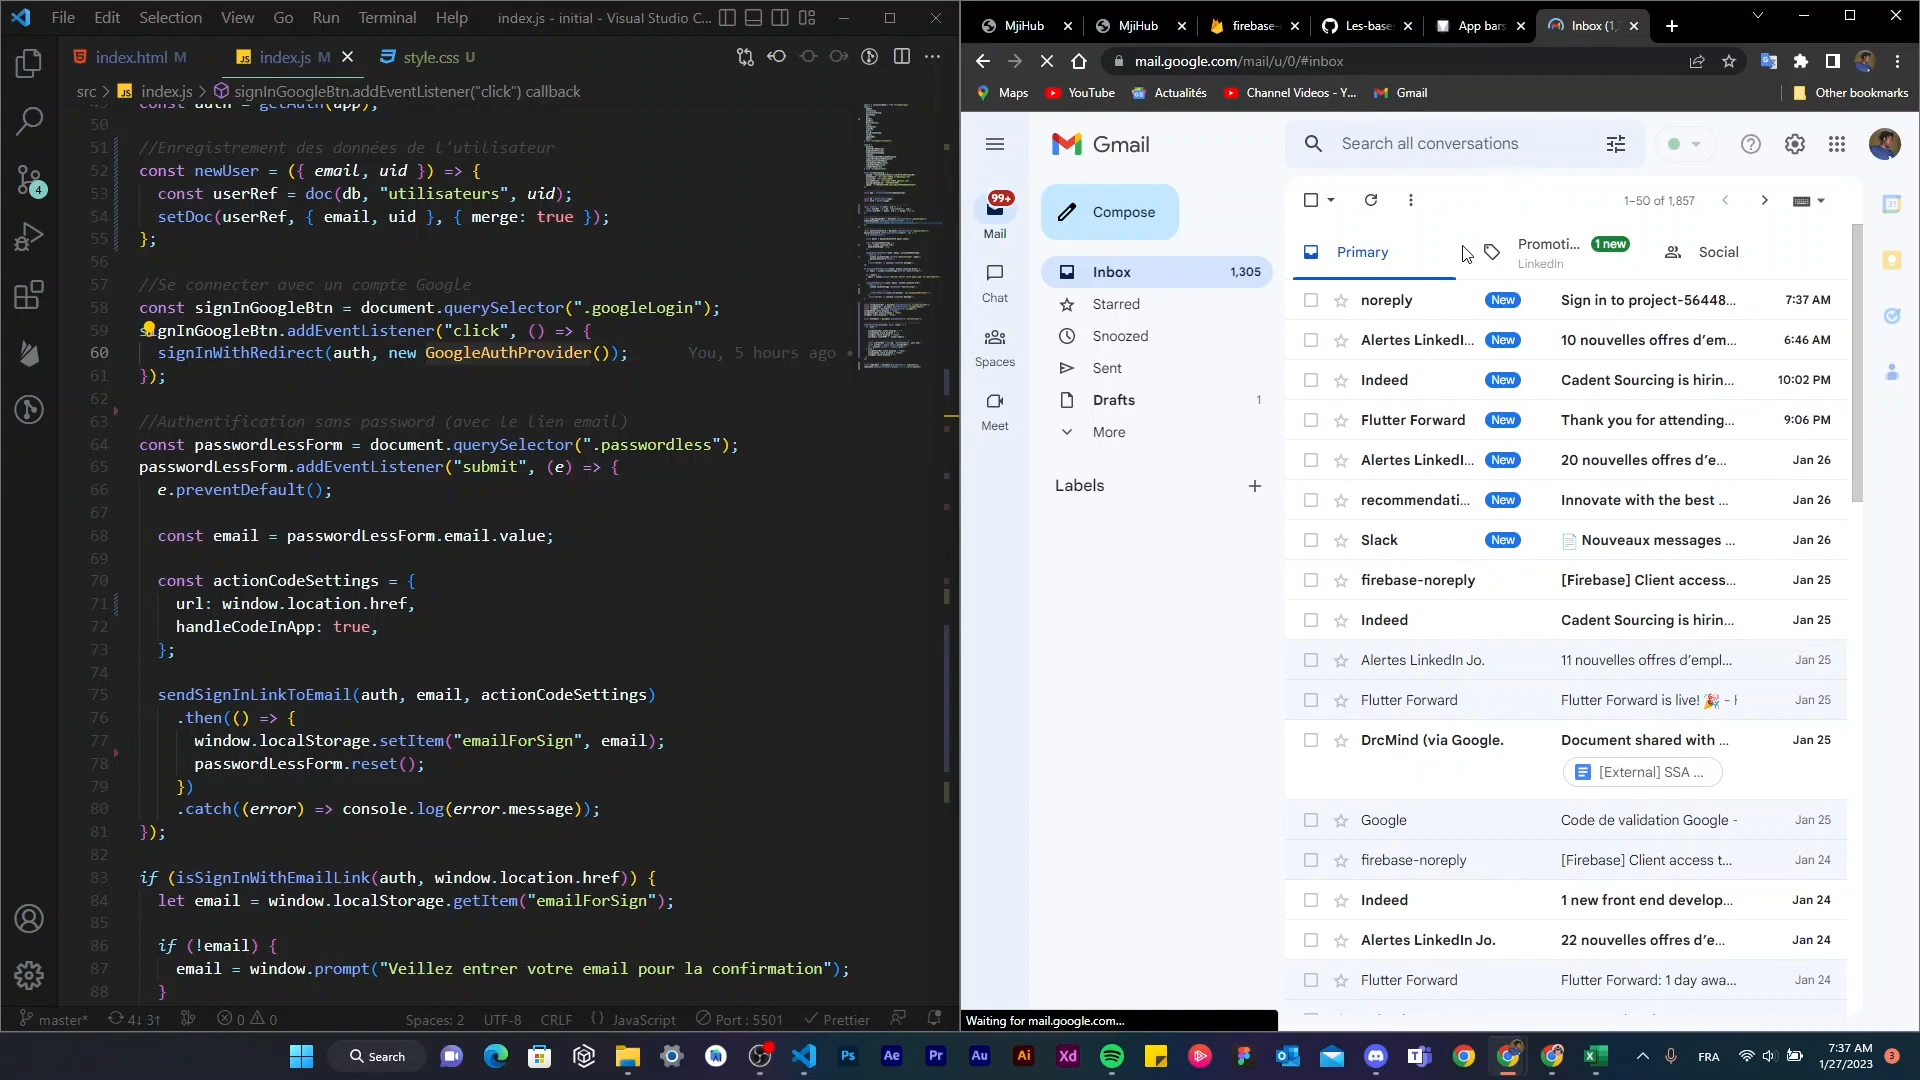 File Edit Selection View Go Run Terminal Help index.js - initial - Visual Studio C...
index.html M index.js M style.css U
src > index.js > signInGoogleBtn.addEventListener("click") callback
const auth = getAuth(app);
50
51 //Enregistrement des données de l'utilisateur
52 const newUser = ({ email, uid }) => {
53 const userRef = doc(db, "utilisateurs", uid);
54 setDoc(userRef, { email, uid }, { merge: true });
55 };
56
57 //Se connecter avec un compte Google
58 const signInGoogleBtn = document.querySelector(".googleLogin");
59 signInGoogleBtn.addEventListener("click", () => {
60 signInWithRedirect(auth, new GoogleAuthProvider()); You, 5 hours ago •
61 });
62
63 //Authentification sans password (avec le lien email)
64 const passwordLessForm = document.querySelector(".passwordless");
65 passwordLessForm.addEventListener("submit", (e) => {
66 e.preventDefault();
67
68 const email = passwordLessForm.email.value;
69
70 const actionCodeSettings = {
71 url: window.location.href,
72 handleCodeInApp: true,
73 };
74
75 sendSignInLinkToEmail(auth, email, actionCodeSettings)
76 .then(() => {
77 window.localStorage.setItem("emailForSign", email);
78 passwordLessForm.reset();
79 })
80 .catch((error) => console.log(error.message));
81 });
82
83 if (isSignInWithEmailLink(auth, window.location.href)) {
84 let email = window.localStorage.getItem("emailForSign");
85
86 if (!email) {
87 email = window.prompt("Veillez entrer votre email pour la confirmation");
88 }
4
master* 4↓ 3↑ 0 0 Spaces: 2 UTF-8 CRLF {} JavaScript Port : 5501 Prettier
MjiHub MjiHub firebase- Les-base App bars Inbox (1,
mail.google.com/mail/u/0/#inbox
Maps YouTube Actualités Channel Videos - Y... Gmail Other bookmarks
Gmail Search all conversations
99+
Mail
Chat
Spaces
Meet
Compose
Inbox 1,305
Starred
Snoozed
Sent
Drafts 1
More
Labels
1–50 of 1,857
Primary Promoti... 1 new Social
LinkedIn
noreply New Sign in to project-56448... 7:37 AM
Alertes LinkedI... New 10 nouvelles offres d'em... 6:46 AM
Indeed New Cadent Sourcing is hirin... 10:02 PM
Flutter Forward New Thank you for attending... 9:06 PM
Alertes LinkedI... New 20 nouvelles offres d'e... Jan 26
recommendati... New Innovate with the best ... Jan 26
Slack New Nouveaux messages ... Jan 26
firebase-noreply [Firebase] Client access... Jan 25
Indeed Cadent Sourcing is hirin... Jan 25
Alertes LinkedIn Jo. 11 nouvelles offres d'empl... Jan 25
Flutter Forward Flutter Forward is live! 🎉 - Jan 25
DrcMind (via Google. Document shared with ... Jan 25
[External] SSA ...
Google Code de validation Google - Jan 25
firebase-noreply [Firebase] Client access t... Jan 24
Indeed 1 new front end develop... Jan 24
Alertes LinkedIn Jo. 22 nouvelles offres d'e... Jan 24
Flutter Forward Flutter Forward: 1 day awa... Jan 24
31
Waiting for mail.google.com...
Search Ps Ae Pr Au Ai Xd FRA 7:37 AM
1/27/2023 3